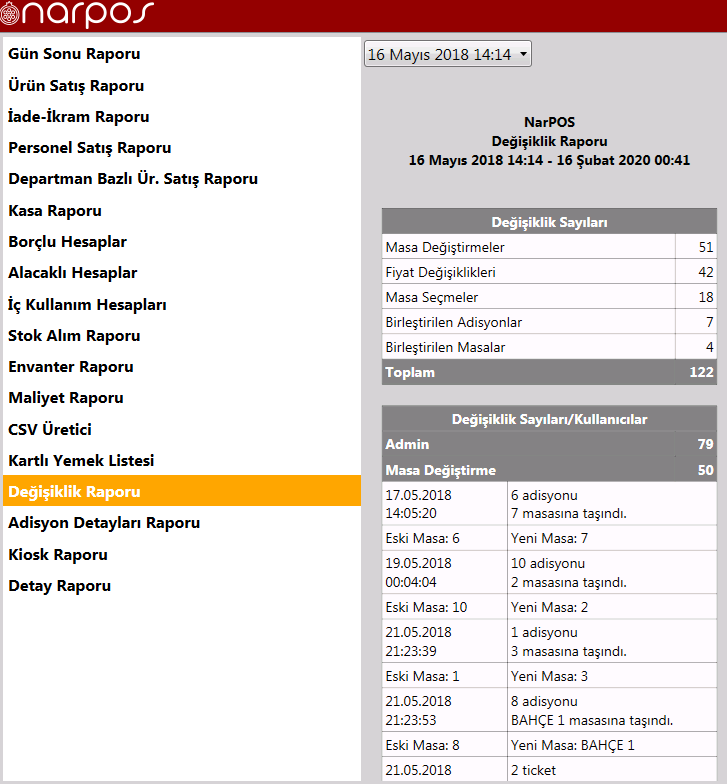 narpos
Gün Sonu Raporu
Ürün Satış Raporu
İade-İkram Raporu
Personel Satış Raporu
Departman Bazlı Ür. Satış Raporu
Kasa Raporu
Borçlu Hesaplar
Alacaklı Hesaplar
İç Kullanım Hesapları
Stok Alım Raporu
Envanter Raporu
Maliyet Raporu
CSV Üretici
Kartlı Yemek Listesi
Değişiklik Raporu
Adisyon Detayları Raporu
Kiosk Raporu
Detay Raporu
16 Mayıs 2018 14:14
NarPOS
Değişiklik Raporu
16 Mayıs 2018 14:14 - 16 Şubat 2020 00:41
Değişiklik Sayıları
Masa Değiştirmeler 51
Fiyat Değişiklikleri 42
Masa Seçmeler 18
Birleştirilen Adisyonlar 7
Birleştirilen Masalar 4
Toplam 122
Değişiklik Sayıları/Kullanıcılar
Admin 79
Masa Değiştirme 50
17.05.2018 6 adisyonu
14:05:20 7 masasına taşındı.
Eski Masa: 6 Yeni Masa: 7
19.05.2018 10 adisyonu
00:04:04 2 masasına taşındı.
Eski Masa: 10 Yeni Masa: 2
21.05.2018 1 adisyonu
21:23:39 3 masasına taşındı.
Eski Masa: 1 Yeni Masa: 3
21.05.2018 8 adisyonu
21:23:53 BAHÇE 1 masasına taşındı.
Eski Masa: 8 Yeni Masa: BAHÇE 1
21.05.2018 2 ticket